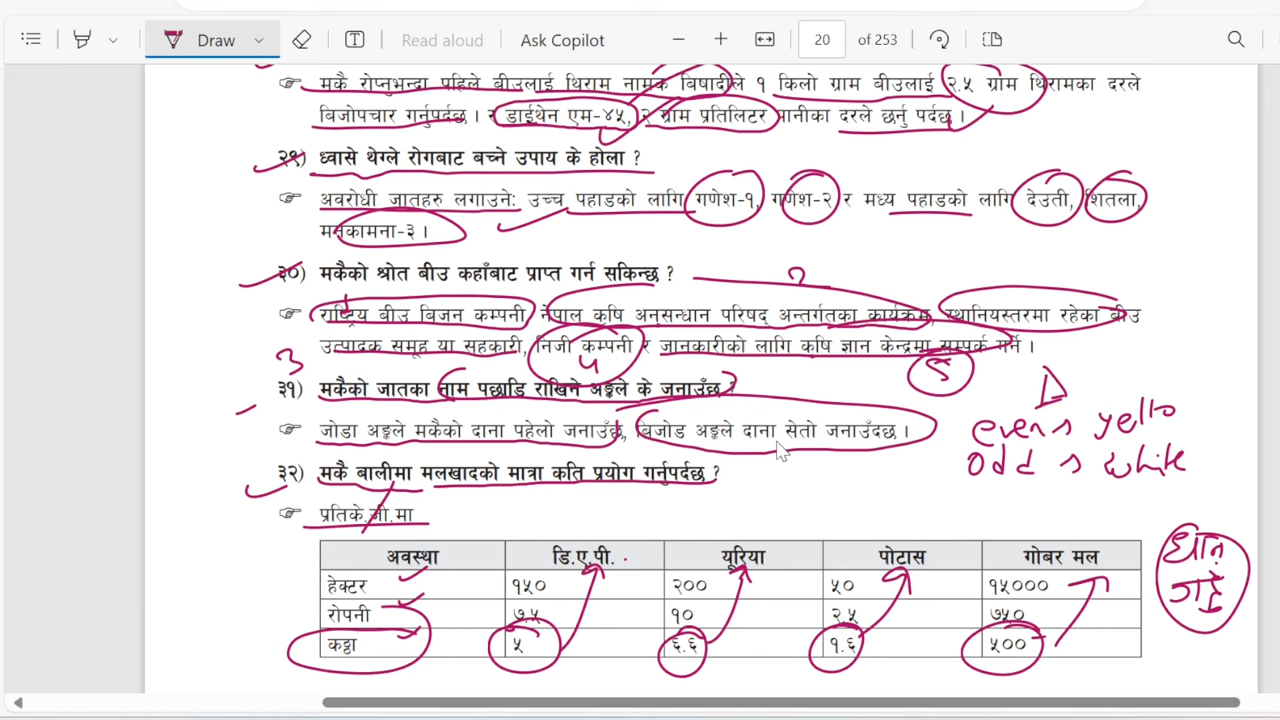 Draw
Read aloud
Ask Copilot
20 of 253
मकै रोप्नुभन्दा पहिले बीउलाई थिराम नामक बिषादीले १ किलो ग्राम बीउलाई २.५ ग्राम थिरामका दरले
बिजोपचार गर्नुपर्दछ । र डाईथेन एम-४५, २ ग्राम प्रतिलिटर पानीका दरले छर्नु पर्दछ ।
२९) ध्वासे थेग्ले रोगबाट बच्ने उपाय के होला ?
अवरोधी जातहरु लगाउने: उच्च पहाडको लागि गणेश-१, गणेश-२ र मध्य पहाडको लागि देउती, शितला,
मनकामना-३ ।
३०) मकैको श्रोत बीउ कहाँबाट प्राप्त गर्न सकिन्छ ?
राष्ट्रिय बीउ बिजन कम्पनी नेपाल कृषि अनुसन्धान परिषद् अन्तर्गतका कार्यक्रम, स्थानियस्तरमा रहेका बीउ
उत्पादक समूह या सहकारी, निजी कम्पनी र जानकारीको लागि कृषि ज्ञान केन्द्रमा सम्पर्क गर्ने ।
3
4
5
३१) मकैको जातका नाम पछाडि राखिने अङ्कले के जनाउँछ ?
जोडा अङ्कले मकैको दाना पहेलो जनाउँछ, बिजोड अङ्कले दाना सेतो जनाउँदछ ।
even s yello
odd s white
३२) मकै बालीमा मलखादको मात्रा कति प्रयोग गर्नुपर्दछ ?
प्रतिके.जी.मा
अवस्था डि.ए.पी. यूरिया पोटास गोबर मल
हेक्टर १५० २०० ५० १५०००
रोपनी ७.५ १० २.५ ७५०
कठ्ठा ५ ६.६ १.६ ५००
धान